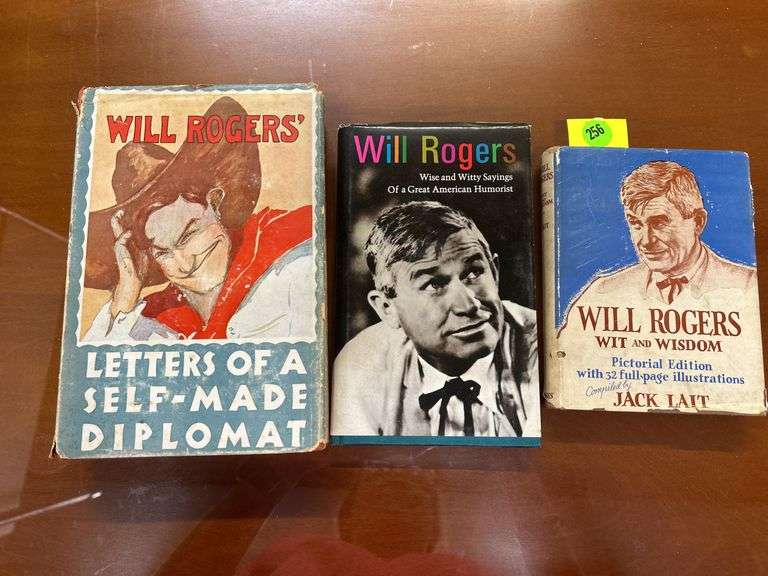 WILL ROGERS'
LETTERS OF A
SELF-MADE
DIPLOMAT
Will Rogers
Wise and Witty Sayings
Of a Great American Humorist
256
WILL ROGERS
WIT AND WISDOM
Pictorial Edition
with 32 full-page illustrations
Compiled by
JACK LAIT